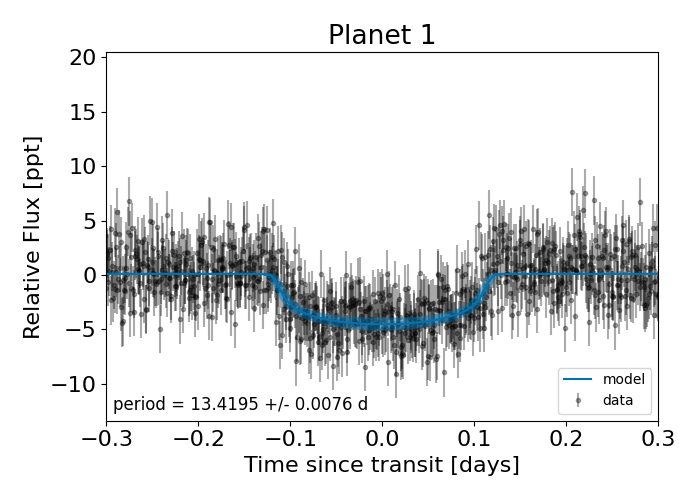 Planet 1
Relative Flux [ppt]
20
15
10
5
0
−5
−10
period = 13.4195 +/- 0.0076 d
model
data
−0.3 −0.2 −0.1 0.0 0.1 0.2 0.3
Time since transit [days]